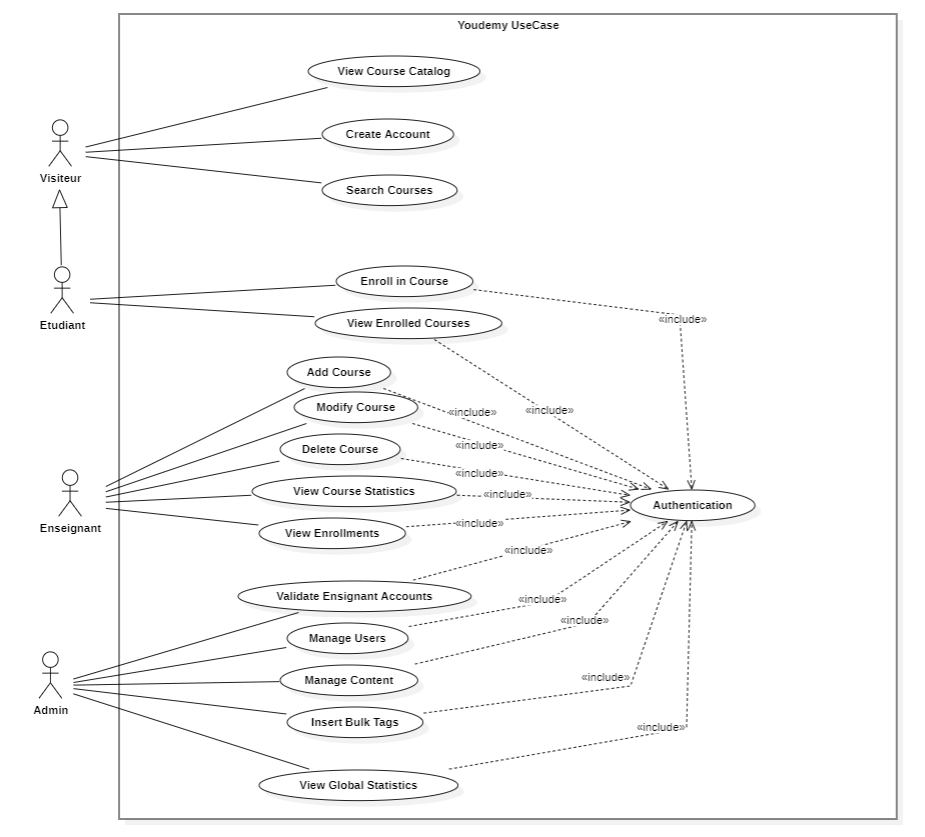 Youdemy UseCase
View Course Catalog
Create Account
Visiteur
Search Courses
Enroll in Course
Etudiant
View Enrolled Courses
«include»
Add Course
Modify Course
«include»
«include»
Delete Course
«include»
View Course Statistics
«include»
«include»
Authentication
Enseignant
View Enrollments
«include»
«include»
Validate Ensignant Accounts
«include»
Manage Users
«include»
Manage Content
«include»
Admin
Insert Bulk Tags
«include»
View Global Statistics